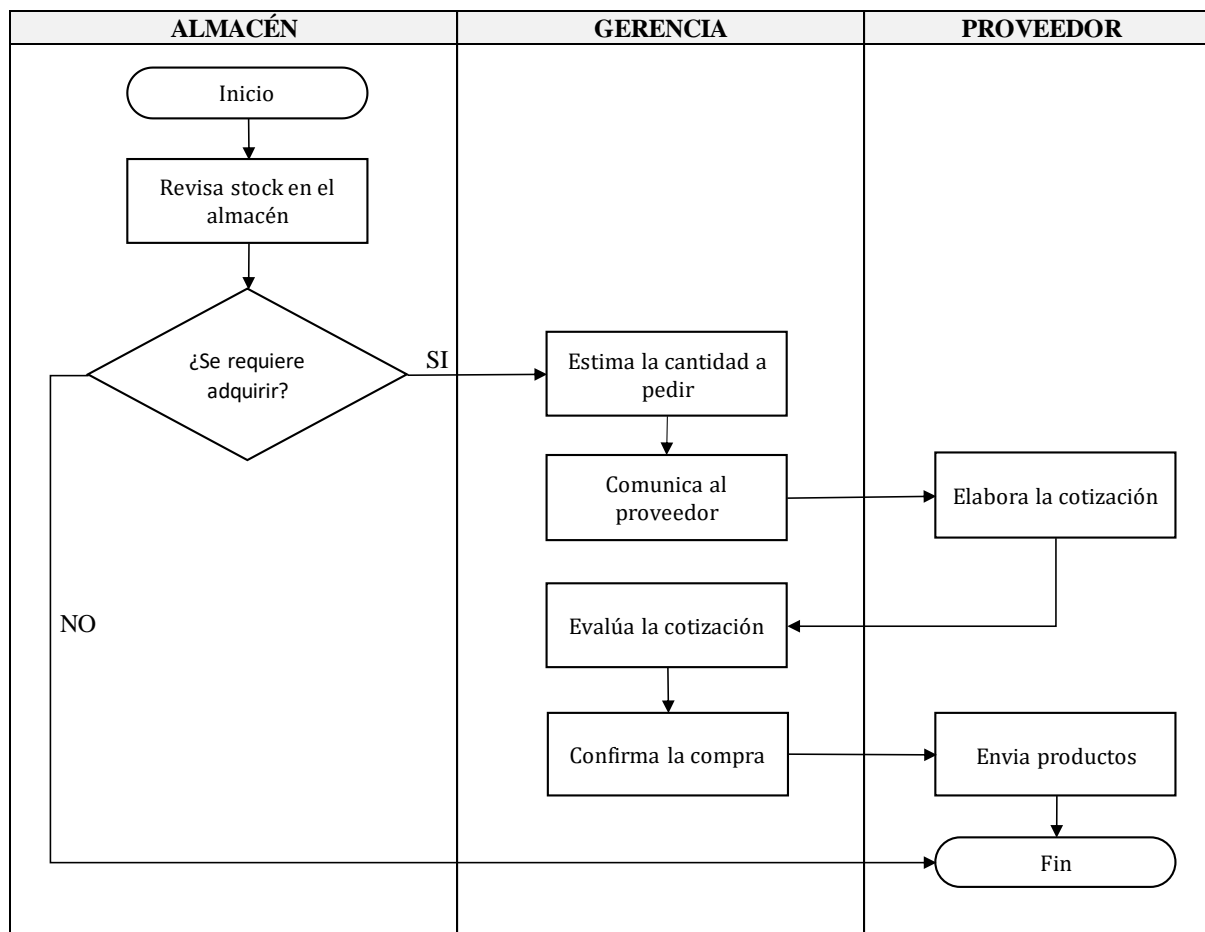 ALMACÉN
GERENCIA
PROVEEDOR
Inicio
Revisa stock en el
almacén
¿Se requiere
adquirir?
SI
NO
Estima la cantidad a
pedir
Comunica al
proveedor
Elabora la cotización
Evalúa la cotización
Confirma la compra
Envia productos
Fin